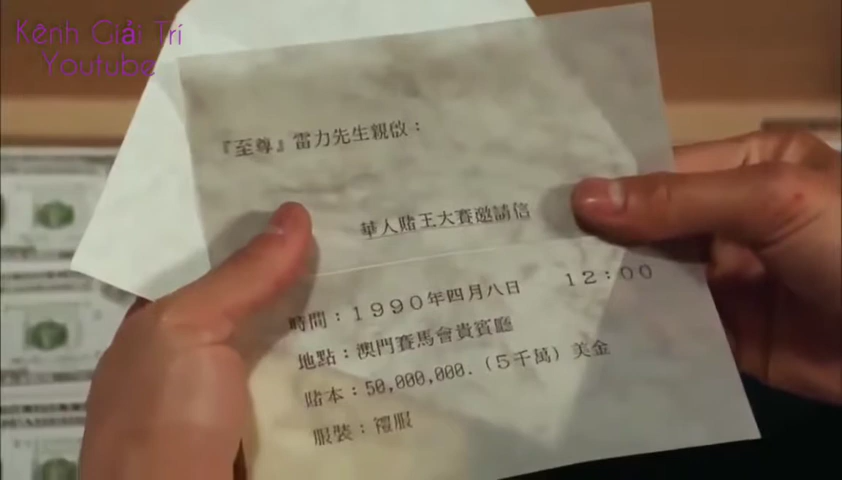 Kênh Giải Trí
Youtube
『至尊』雷力先生親啟：
華人賭王大賽邀請信
時間：1990年四月八日 12:00
地點：澳門賽馬會貴賓廳
賭本：50,000,000.（5千萬）美金
服裝：禮服